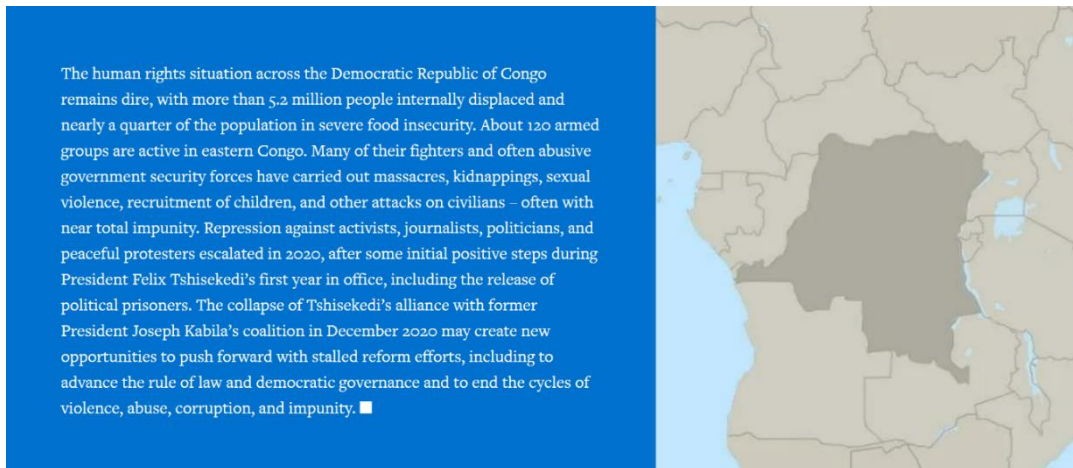 The human rights situation across the Democratic Republic of Congo
remains dire, with more than 5.2 million people internally displaced and
nearly a quarter of the population in severe food insecurity. About 120 armed
groups are active in eastern Congo. Many of their fighters and often abusive
government security forces have carried out massacres, kidnappings, sexual
violence, recruitment of children, and other attacks on civilians – often with
near total impunity. Repression against activists, journalists, politicians, and
peaceful protesters escalated in 2020, after some initial positive steps during
President Felix Tshisekedi’s first year in office, including the release of
political prisoners. The collapse of Tshisekedi’s alliance with former
President Joseph Kabila’s coalition in December 2020 may create new
opportunities to push forward with stalled reform efforts, including to
advance the rule of law and democratic governance and to end the cycles of
violence, abuse, corruption, and impunity.